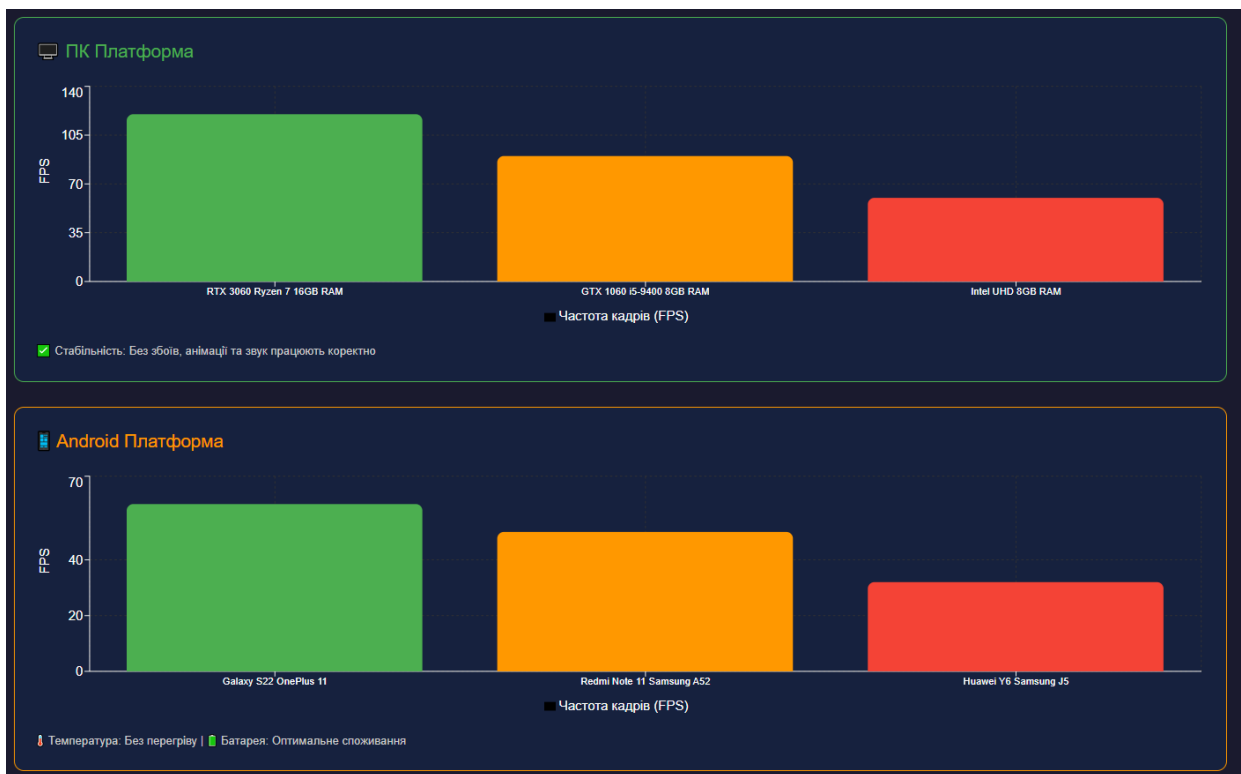 ПК Платформа
140
105
70
35
0
FPS
RTX 3060 Ryzen 7 16GB RAM
GTX 1060 i5-9400 8GB RAM
Intel UHD 8GB RAM
Частота кадрів (FPS)
Стабільність: Без збоїв, анімації та звук працюють коректно
Android Платформа
70
40
20
0
FPS
Galaxy S22 OnePlus 11
Redmi Note 11 Samsung A52
Huawei Y6 Samsung J5
Частота кадрів (FPS)
Температура: Без перегріву | Батарея: Оптимальне споживання